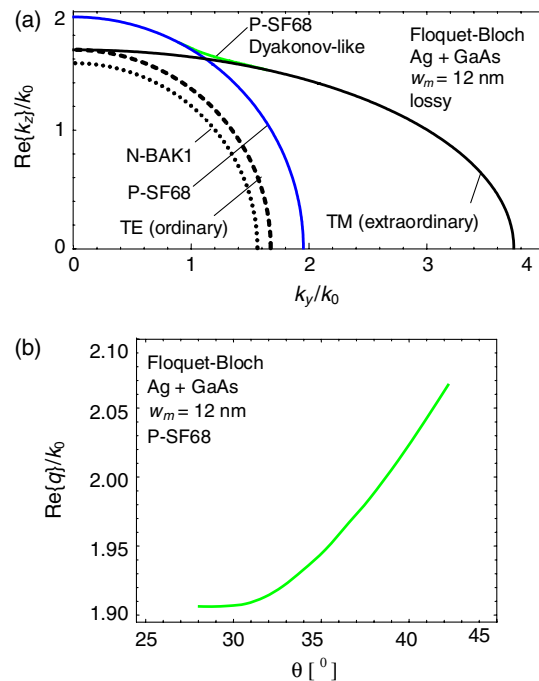 (a)
2
1
0
Re{kz}/k0
P-SF68
Dyakonov-like
Floquet-Bloch
Ag + GaAs
wm = 12 nm
lossy
N-BAK1
P-SF68
TE (ordinary)
TM (extraordinary)
0 1 2 3 4
ky/k0
(b)
2.10
2.05
2.00
1.95
1.90
Re{q}/k0
Floquet-Bloch
Ag + GaAs
wm = 12 nm
P-SF68
25 30 35 40 45
θ [ 0]